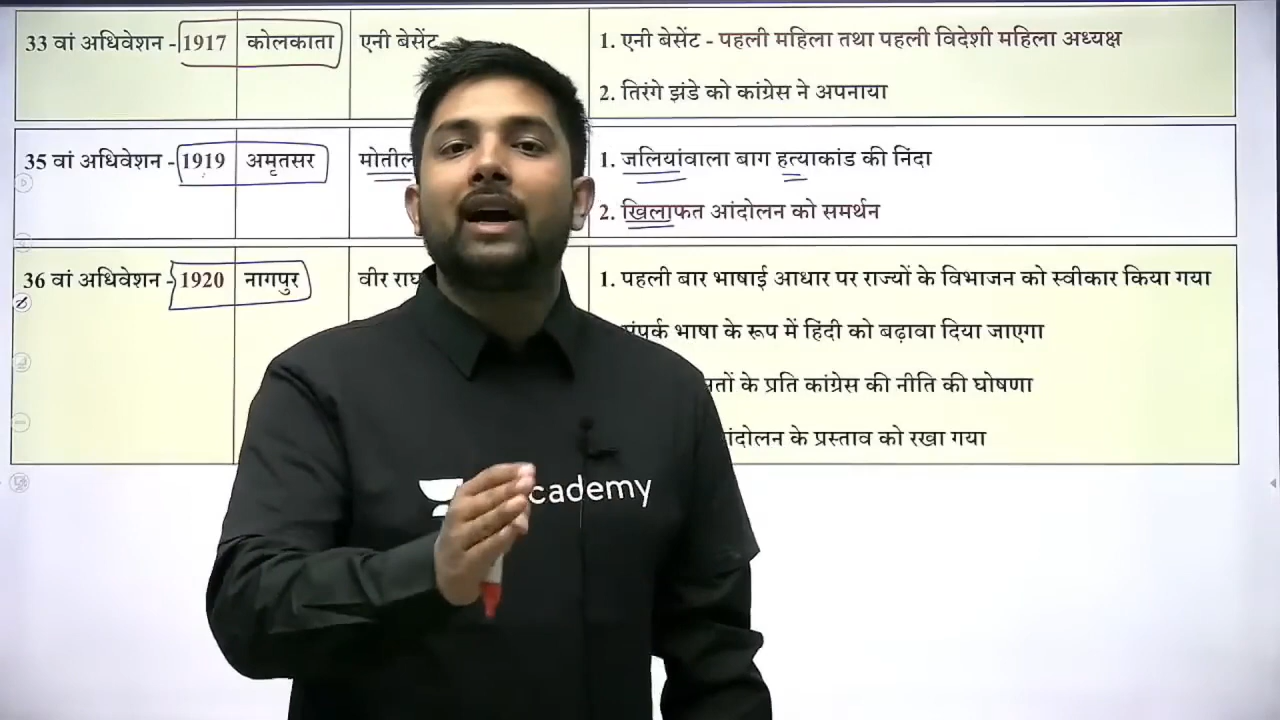 33 वां अधिवेशन - 1917 कोलकाता एनी बेसेंट 1. एनी बेसेंट - पहली महिला तथा पहली विदेशी महिला अध्यक्ष
2. तिरंगे झंडे को कांग्रेस ने अपनाया
35 वां अधिवेशन - 1919 अमृतसर 1. जलियांवाला बाग हत्याकांड की निंदा
2. खिलाफत आंदोलन को समर्थन
36 वां अधिवेशन - 1920 नागपुर वीर 1. पहली बार भाषाई आधार पर राज्यों के विभाजन को स्वीकार किया गया
भाषा के रूप में हिंदी को बढ़ावा दिया जाएगा
के प्रति कांग्रेस की नीति की घोषणा
के प्रस्ताव को रखा गया
cademy